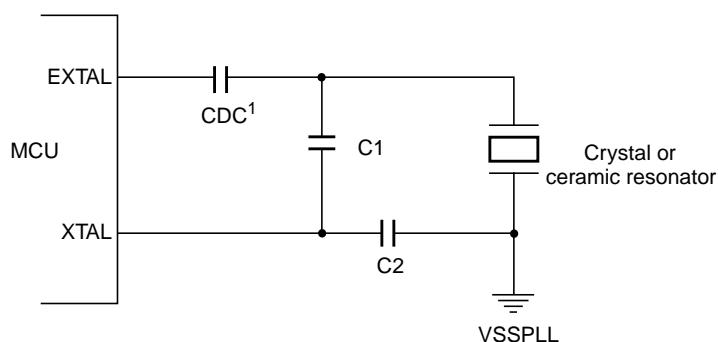 EXTAL
CDC1
MCU
C1
Crystal or
ceramic resonator
XTAL
C2
VSSPLL